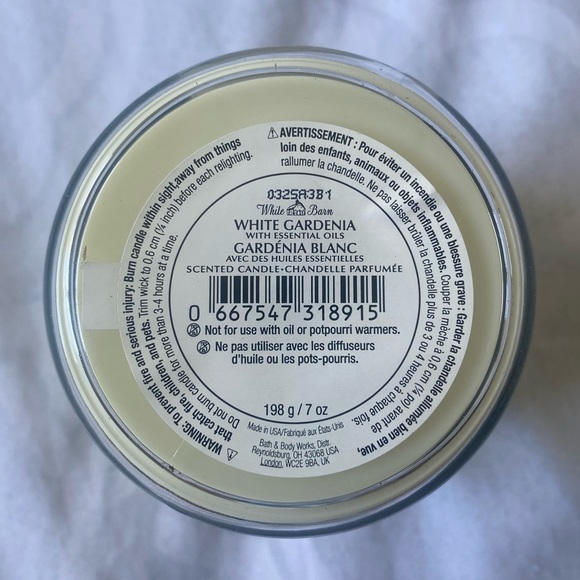 ⚠ WARNING: To prevent fire and serious injury: Burn candle within sight, away from things
that catch fire, children, and pets. Trim wick to 0.6 cm (¼ inch) before each relighting.
Do not burn candle for more than 3-4 hours at a time.
⚠ AVERTISSEMENT : Pour éviter un incendie ou une blessure grave : Garder la chandelle allumée bien en vue,
loin des enfants, animaux ou objets inflammables. Couper la mèche à 0,6 cm (¼ po) avant de
rallumer la chandelle. Ne pas laisser brûler la chandelle plus de 3 ou 4 heures à chaque fois.
0325A3B1
White Barn
WHITE GARDENIA
WITH ESSENTIAL OILS
GARDÉNIA BLANC
AVEC DES HUILES ESSENTIELLES
SCENTED CANDLE•CHANDELLE PARFUMÉE
0 667547 318915
Not for use with oil or potpourri warmers.
Ne pas utiliser avec les diffuseurs
d'huile ou les pots-pourris.
198 g / 7 oz
Made in USA/Fabriqué aux États-Unis
Bath & Body Works, Distr.
Reynoldsburg, OH 43068 USA
London, WC2E 9BA, UK